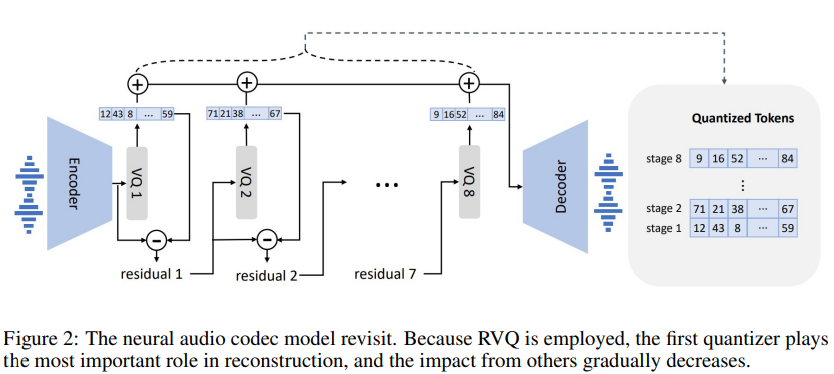 12 43 8 ... 59
71 21 38 ... 67
9 16 52 ... 84
Encoder
VQ 1
VQ 2
...
VQ 8
Decoder
residual 1
residual 2
residual 7
Quantized Tokens
stage 8 9 16 52 ... 84
⋮
stage 2 71 21 38 ... 67
stage 1 12 43 8 ... 59
Figure 2: The neural audio codec model revisit. Because RVQ is employed, the first quantizer plays
the most important role in reconstruction, and the impact from others gradually decreases.